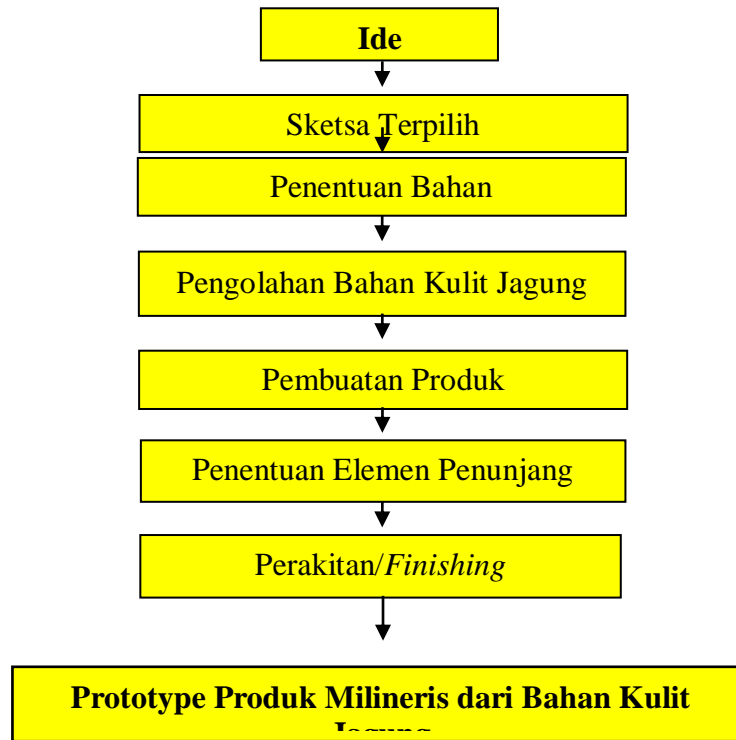 Ide
Sketsa Terpilih
Penentuan Bahan
Pengolahan Bahan Kulit Jagung
Pembuatan Produk
Penentuan Elemen Penunjang
Perakitan/Finishing
Prototype Produk Milineris dari Bahan Kulit
Jagung